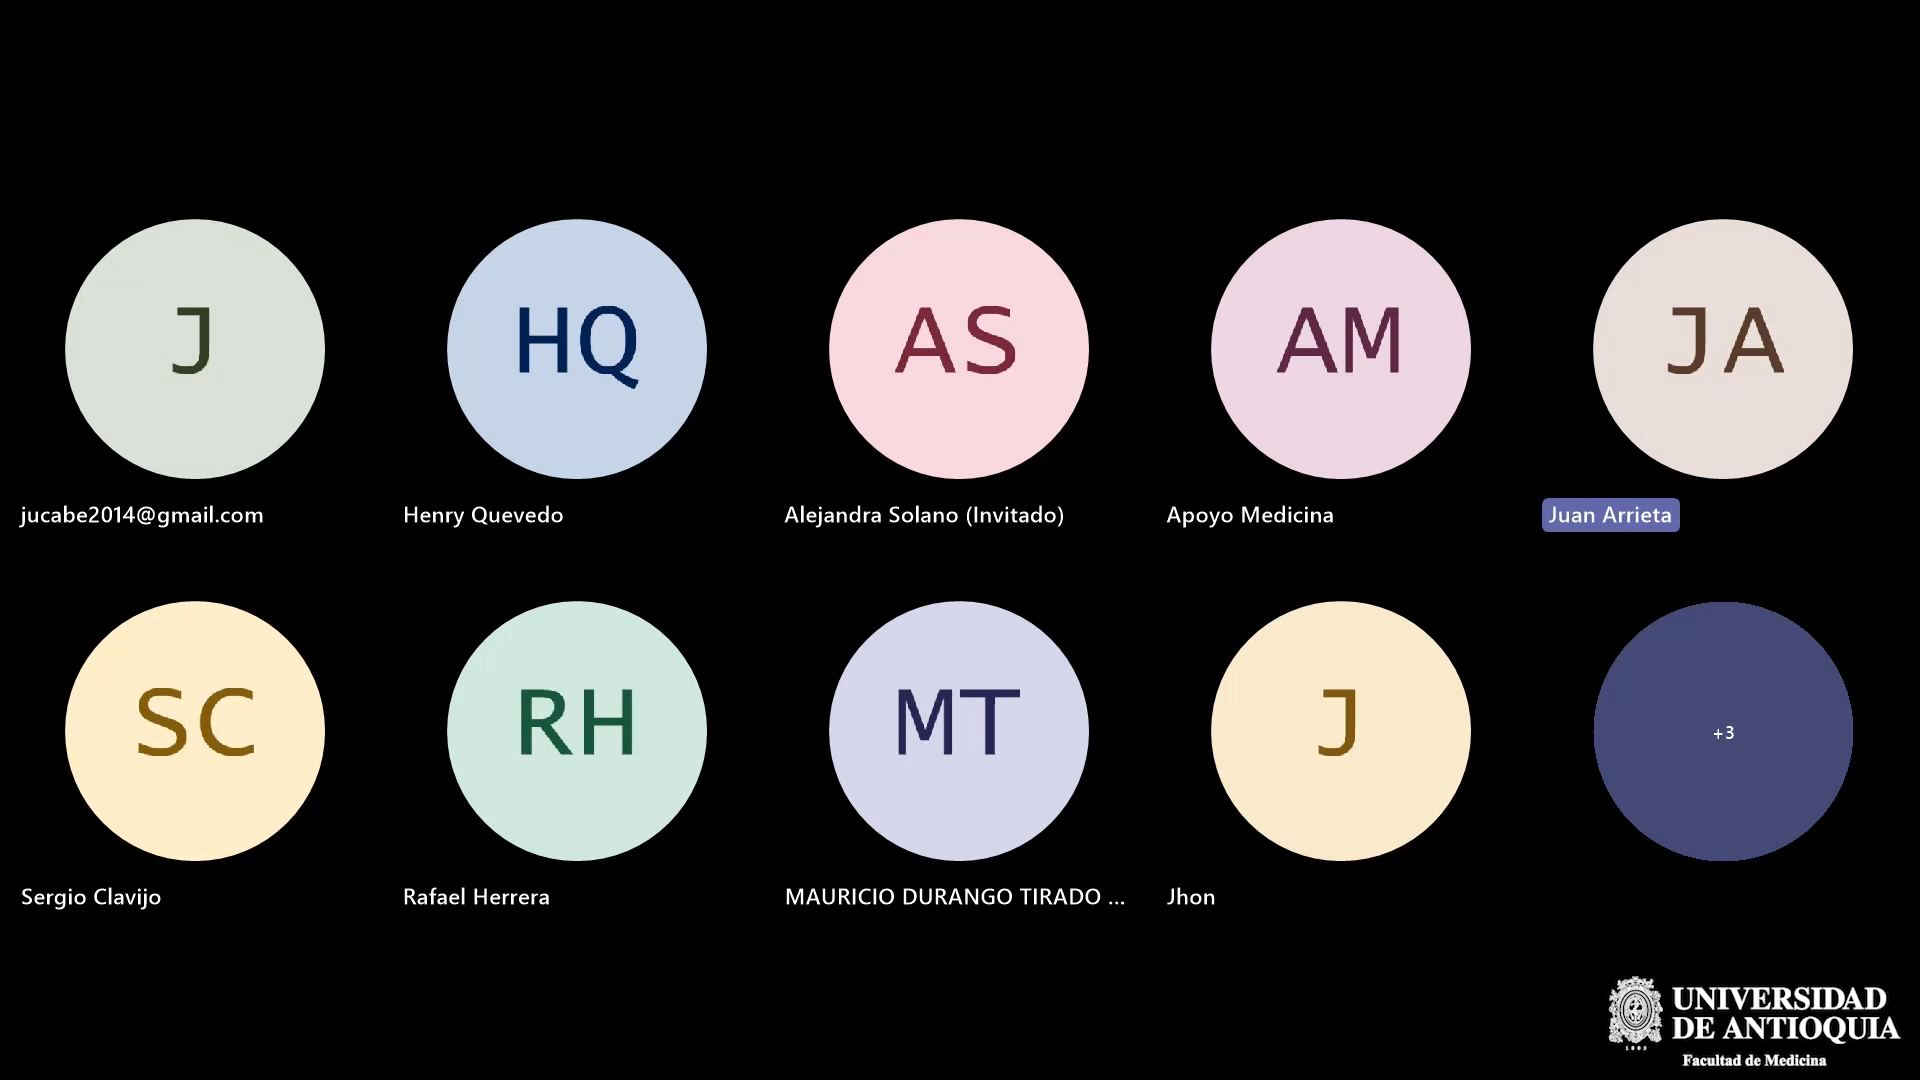 J
HQ
AS
AM
JA
jucabe2014@gmail.com
Henry Quevedo
Alejandra Solano (Invitado)
Apoyo Medicina
Juan Arrieta
SC
RH
MT
J
+3
Sergio Clavijo
Rafael Herrera
MAURICIO DURANGO TIRADO ...
Jhon
UNIVERSIDAD
DE ANTIOQUIA
1803
Facultad de Medicina